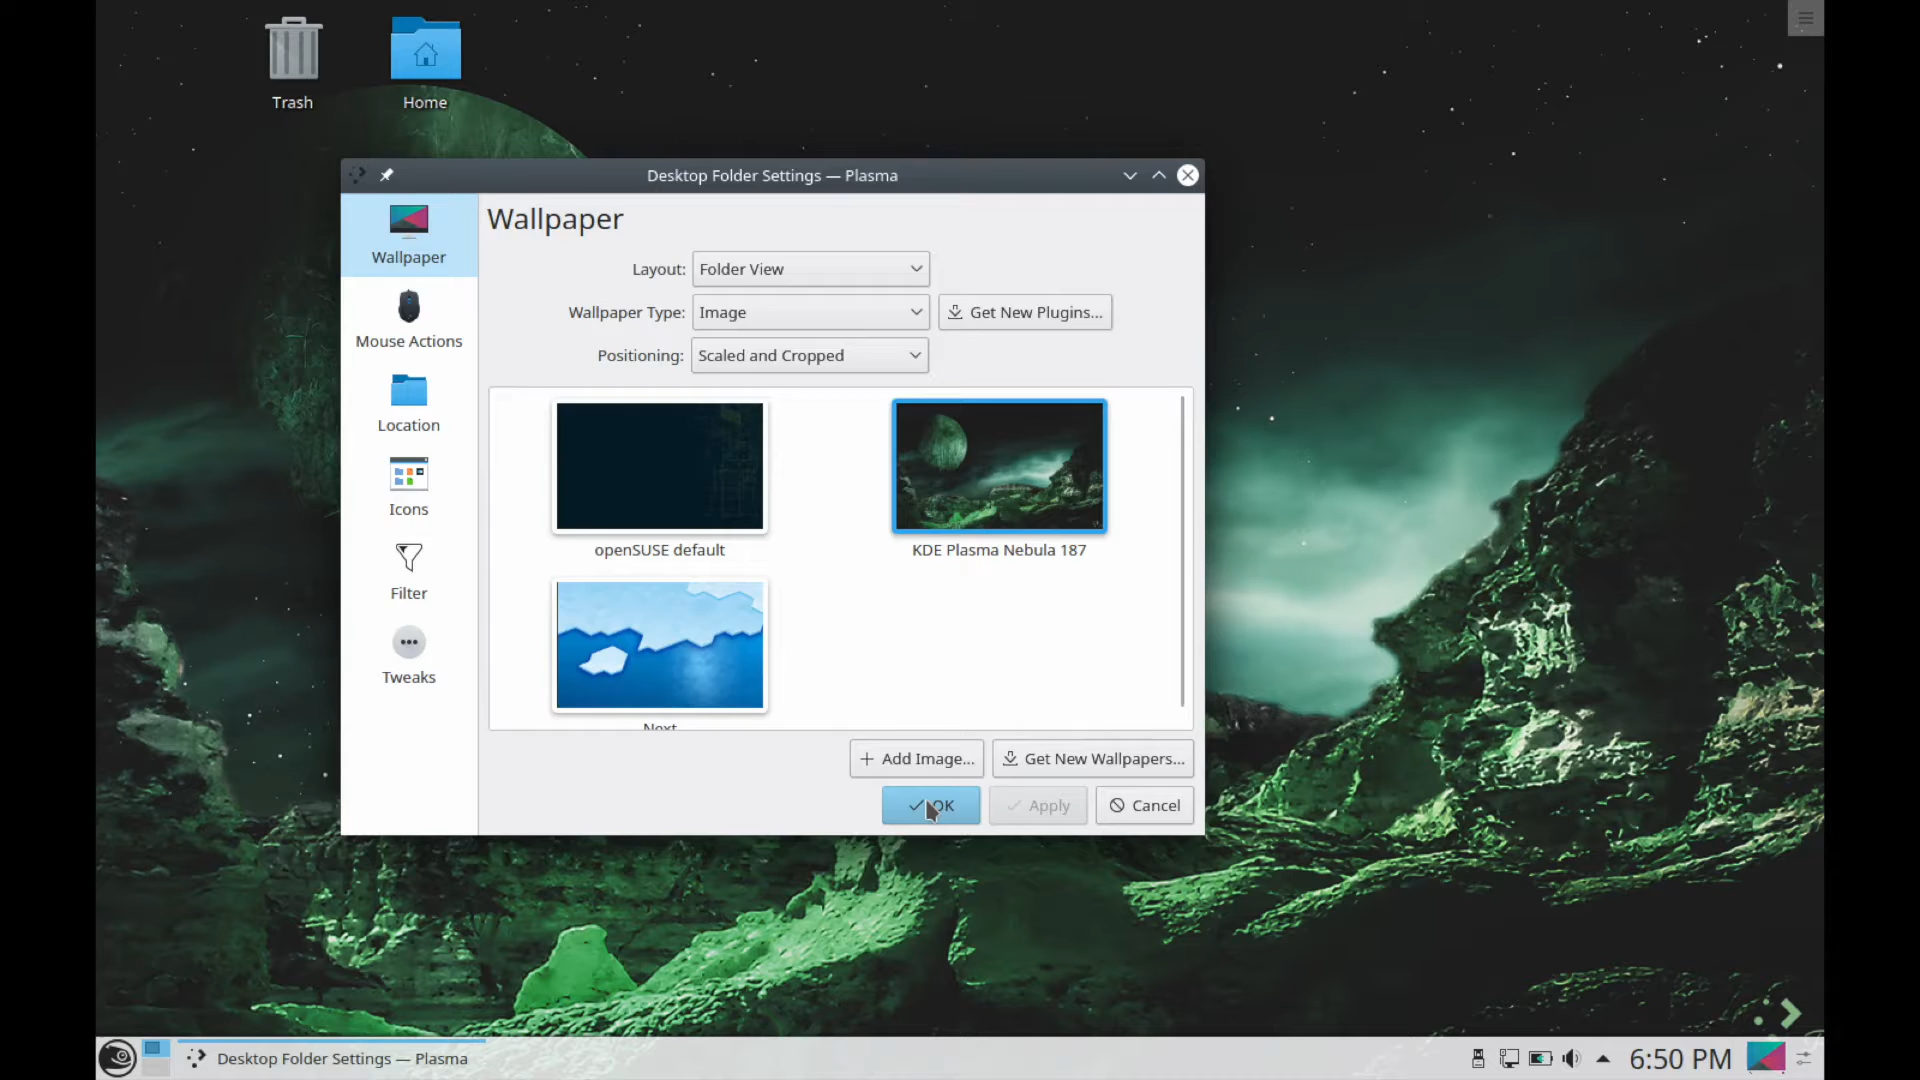 Trash
Home
Desktop Folder Settings — Plasma
Wallpaper
Mouse Actions
Location
Icons
Filter
Tweaks
Wallpaper
Layout: Folder View
Wallpaper Type: Image Get New Plugins...
Positioning: Scaled and Cropped
openSUSE default
KDE Plasma Nebula 187
Next
Add Image...
Get New Wallpapers...
OK
Apply
Cancel
Desktop Folder Settings — Plasma
6:50 PM